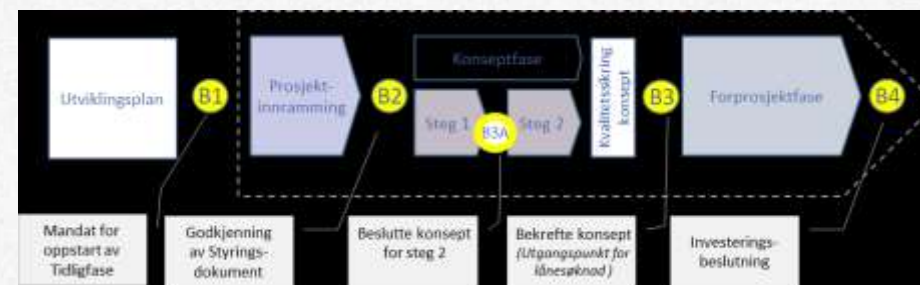 Utviklingsplan
B1
Prosjekt-
innramming
B2
Konseptfase
Steg 1
B3A
Steg 2
Kvalitetssikring
konsept
B3
Forprosjektfase
B4
Mandat for
oppstart av
Tidligfase
Godkjenning
av Styrings-
dokument
Beslutte konsept
for steg 2
Bekrefte konsept
(Utgangspunkt for
lånesøknad )
Investerings-
beslutning